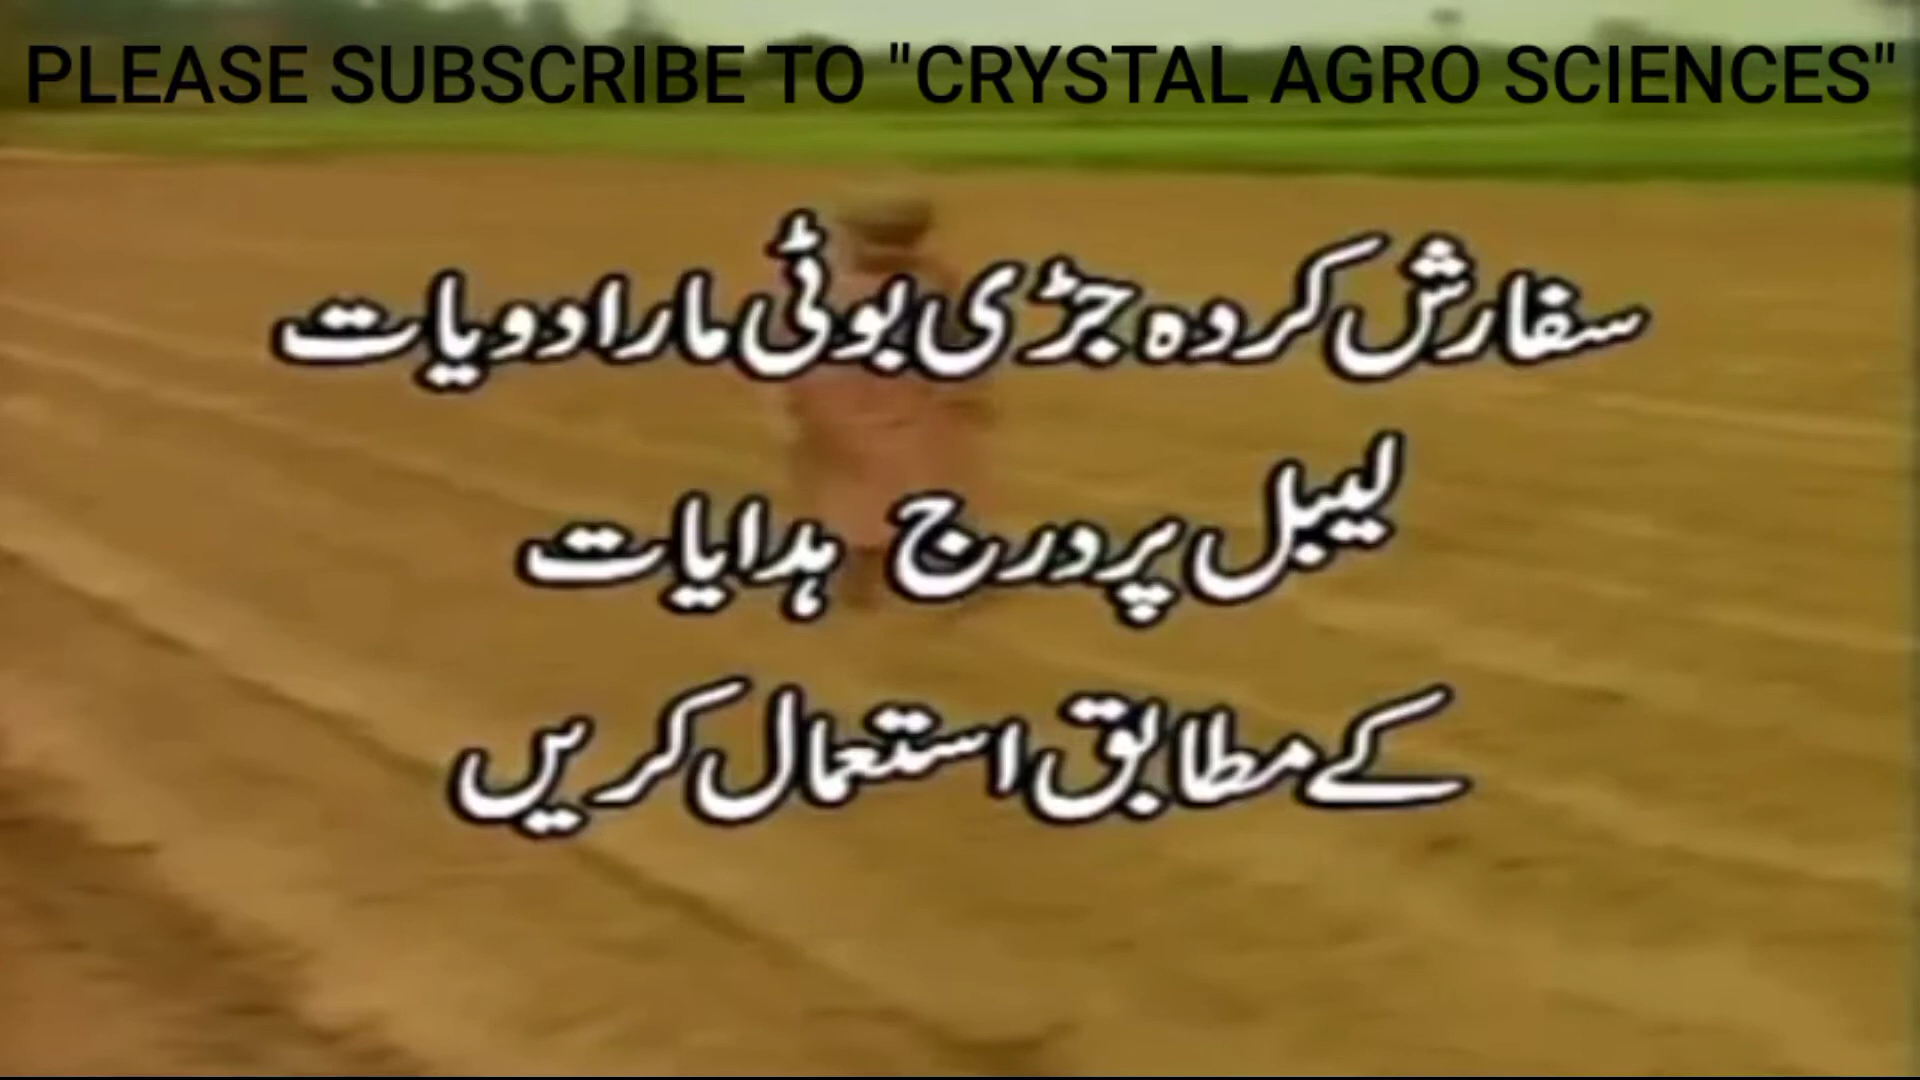 PLEASE SUBSCRIBE TO "CRYSTAL AGRO SCIENCES"
سفارش کردہ جڑی بوٹی مار ادویات
لیبل پر درج ہدایات
کے مطابق استعمال کریں